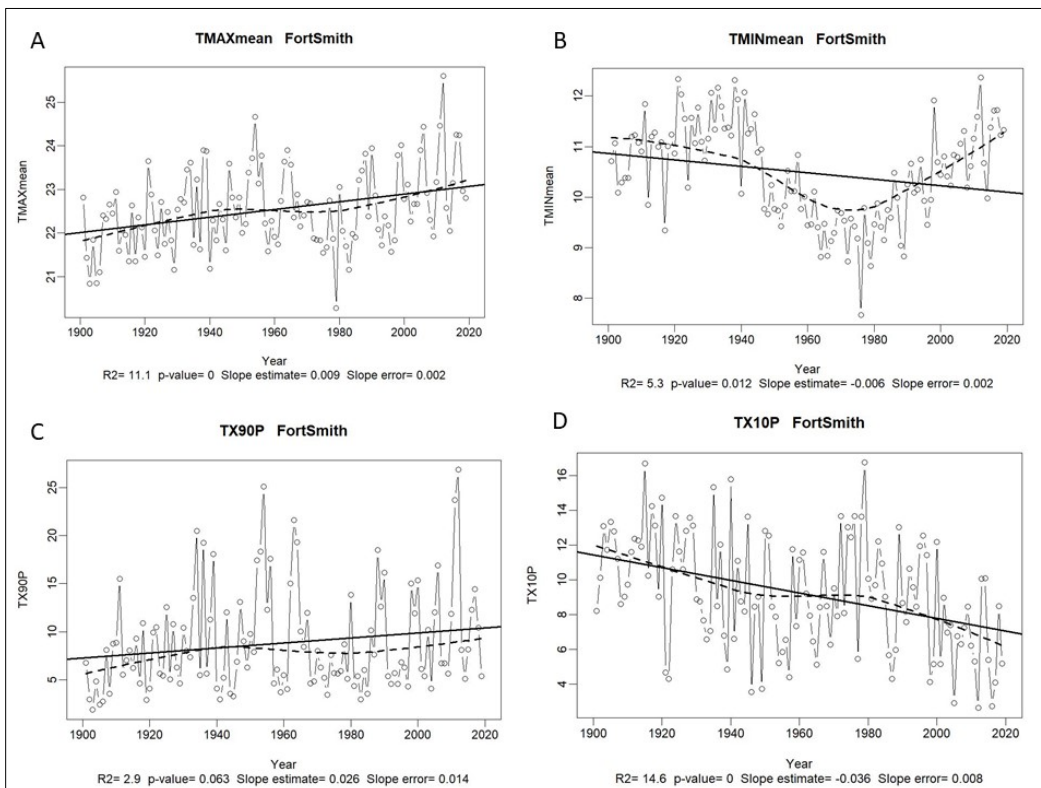 A
TMAXmean FortSmith
TMAXmean
25
24
23
22
21
1900 1920 1940 1960 1980 2000 2020
Year
R2= 11.1 p-value= 0 Slope estimate= 0.009 Slope error= 0.002
B
TMINmean FortSmith
TMINmean
12
11
10
9
8
1900 1920 1940 1960 1980 2000 2020
Year
R2= 5.3 p-value= 0.012 Slope estimate= -0.006 Slope error= 0.002
C
TX90P FortSmith
TX90P
25
20
15
10
5
1900 1920 1940 1960 1980 2000 2020
Year
R2= 2.9 p-value= 0.063 Slope estimate= 0.026 Slope error= 0.014
D
TX10P FortSmith
TX10P
16
14
12
10
8
6
4
1900 1920 1940 1960 1980 2000 2020
Year
R2= 14.6 p-value= 0 Slope estimate= -0.036 Slope error= 0.008